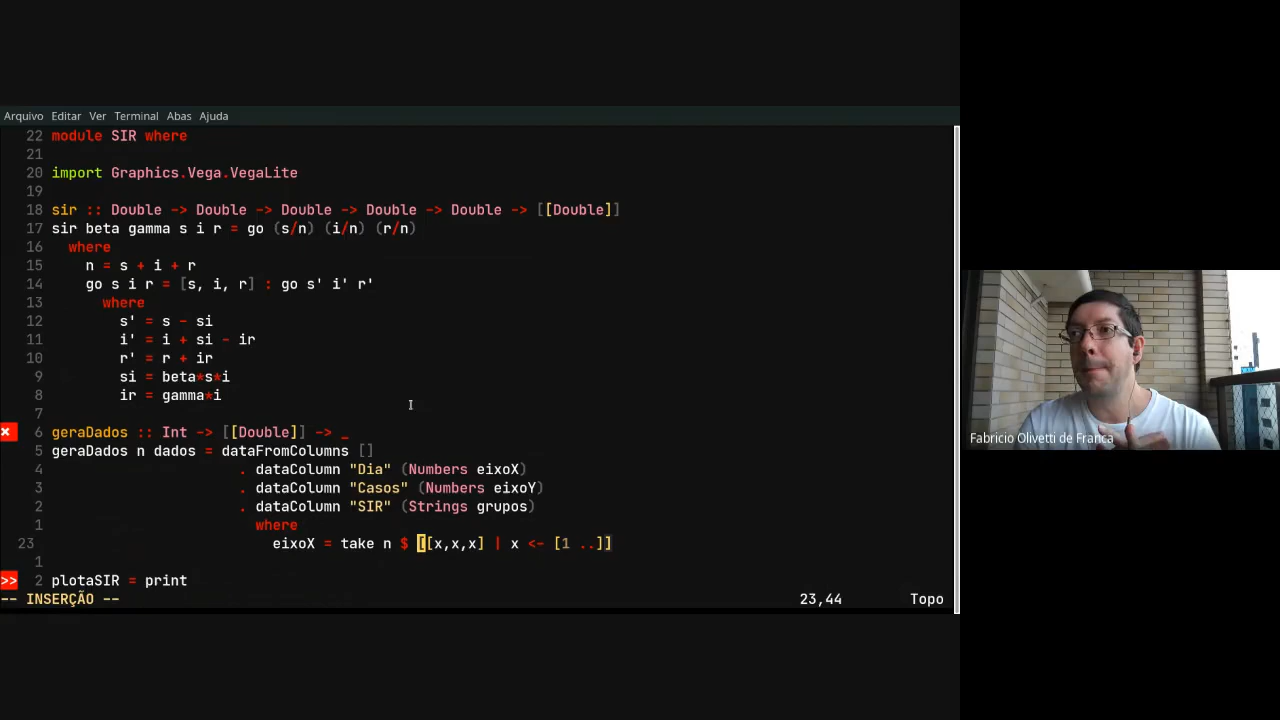 Arquivo Editar Ver Terminal Abas Ajuda
22 module SIR where
21
20 import Graphics.Vega.VegaLite
19
18 sir :: Double -> Double -> Double -> Double -> Double -> [[Double]]
17 sir beta gamma s i r = go (s/n) (i/n) (r/n)
16   where
15     n = s + i + r
14     go s i r = [s, i, r] : go s' i' r'
13       where
12         s' = s - si
11         i' = i + si - ir
10         r' = r + ir
9         si = beta*s*i
8         ir = gamma*i
7
6 geraDados :: Int -> [[Double]] -> _
5 geraDados n dados = dataFromColumns []
4                       . dataColumn "Dia" (Numbers eixoX)
3                       . dataColumn "Casos" (Numbers eixoY)
2                       . dataColumn "SIR" (Strings grupos)
1                         where
23                           eixoX = take n $ [[x,x,x] | x <- [1 ..]]
1
>> 2 plotaSIR = print
-- INSERÇÃO -- 23,44 Topo
Fabricio Olivetti de Franca